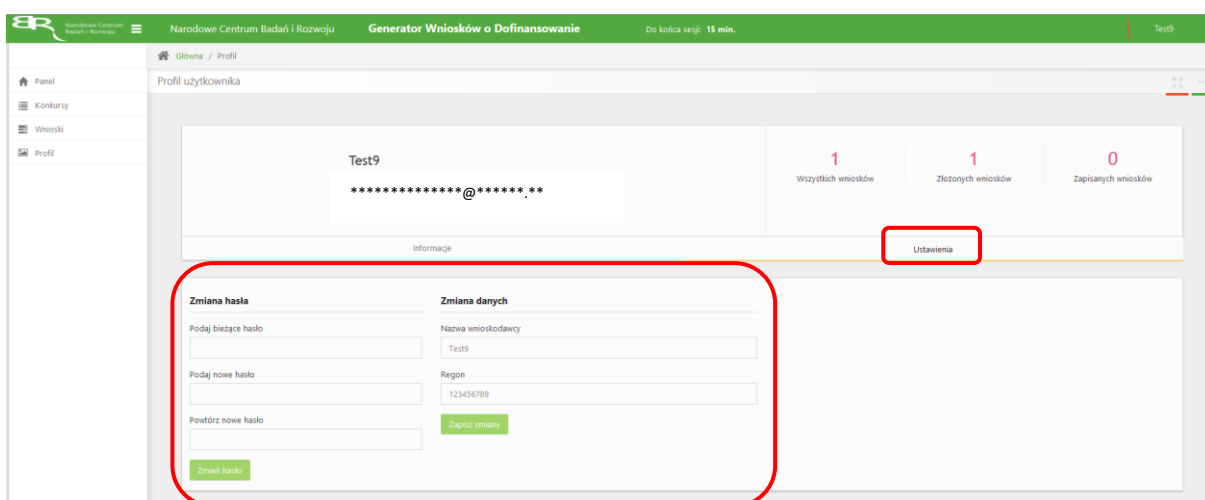 Narodowe Centrum
Badań i Rozwoju
Narodowe Centrum Badań i Rozwoju Generator Wniosków o Dofinansowanie Do końca sesji: 15 min. Test9
Główna / Profil
Panel
Konkursy
Wnioski
Profil
Profil użytkownika
Test9
**************@******.**
1
Wszystkich wniosków
1
Złożonych wniosków
0
Zapisanych wniosków
Informacje
Ustawienia
Zmiana hasła
Podaj bieżące hasło
Podaj nowe hasło
Powtórz nowe hasło
Zmień hasło
Zmiana danych
Nazwa wnioskodawcy
Test9
Regon
123456789
Zapisz zmiany